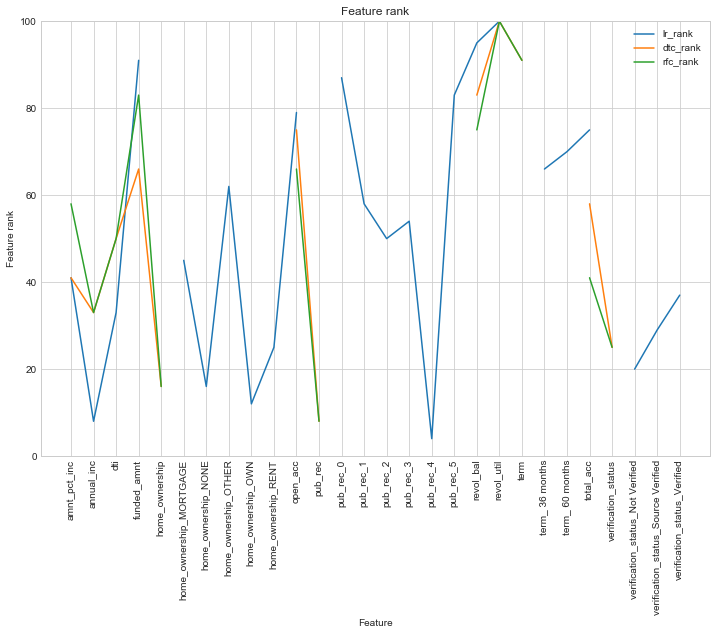 Feature rank
lr_rank
dtc_rank
rfc_rank
100
80
60
40
20
0
Feature rank
amnt_pct_inc
annual_inc
dti
funded_amnt
home_ownership
home_ownership_MORTGAGE
home_ownership_NONE
home_ownership_OTHER
home_ownership_OWN
home_ownership_RENT
open_acc
pub_rec
pub_rec_0
pub_rec_1
pub_rec_2
pub_rec_3
pub_rec_4
pub_rec_5
revol_bal
revol_util
term
term_ 36 months
term_ 60 months
total_acc
verification_status
verification_status_Not Verified
verification_status_Source Verified
verification_status_Verified
Feature